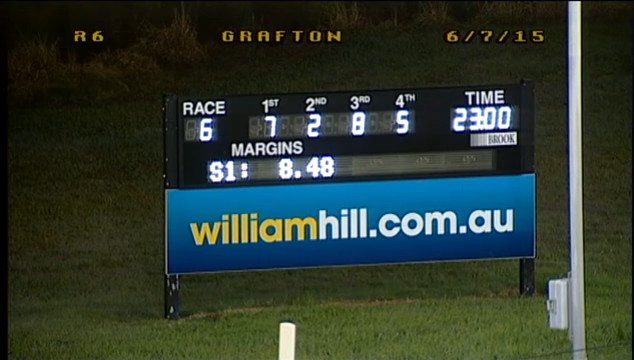 R6 GRAFTON 6/7/15
RACE 1ST 2ND 3RD 4TH TIME
6 7 2 8 5 23.00
BROOK
MARGINS
S1: 8.48
williamhill.com.au